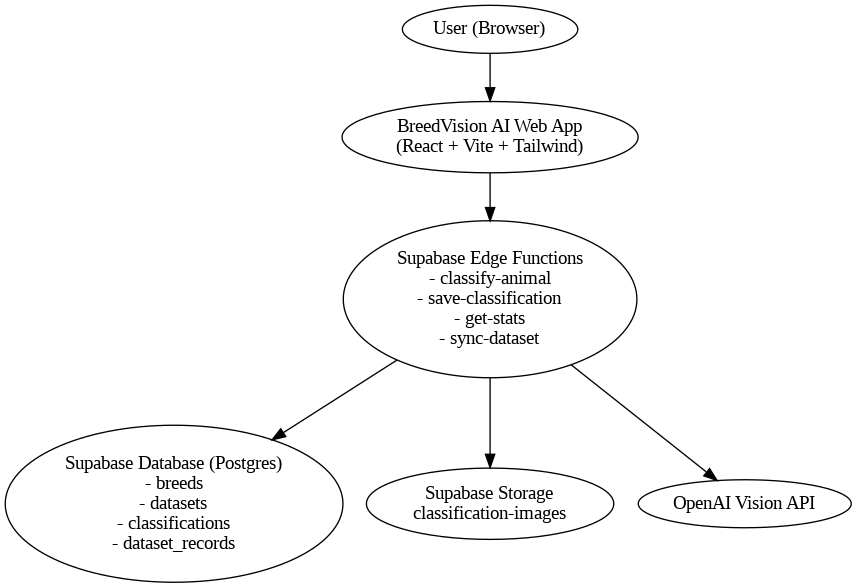 User (Browser)
BreedVision AI Web App
(React + Vite + Tailwind)
Supabase Edge Functions
- classify-animal
- save-classification
- get-stats
- sync-dataset
Supabase Database (Postgres)
- breeds
- datasets
- classifications
- dataset_records
Supabase Storage
classification-images
OpenAI Vision API